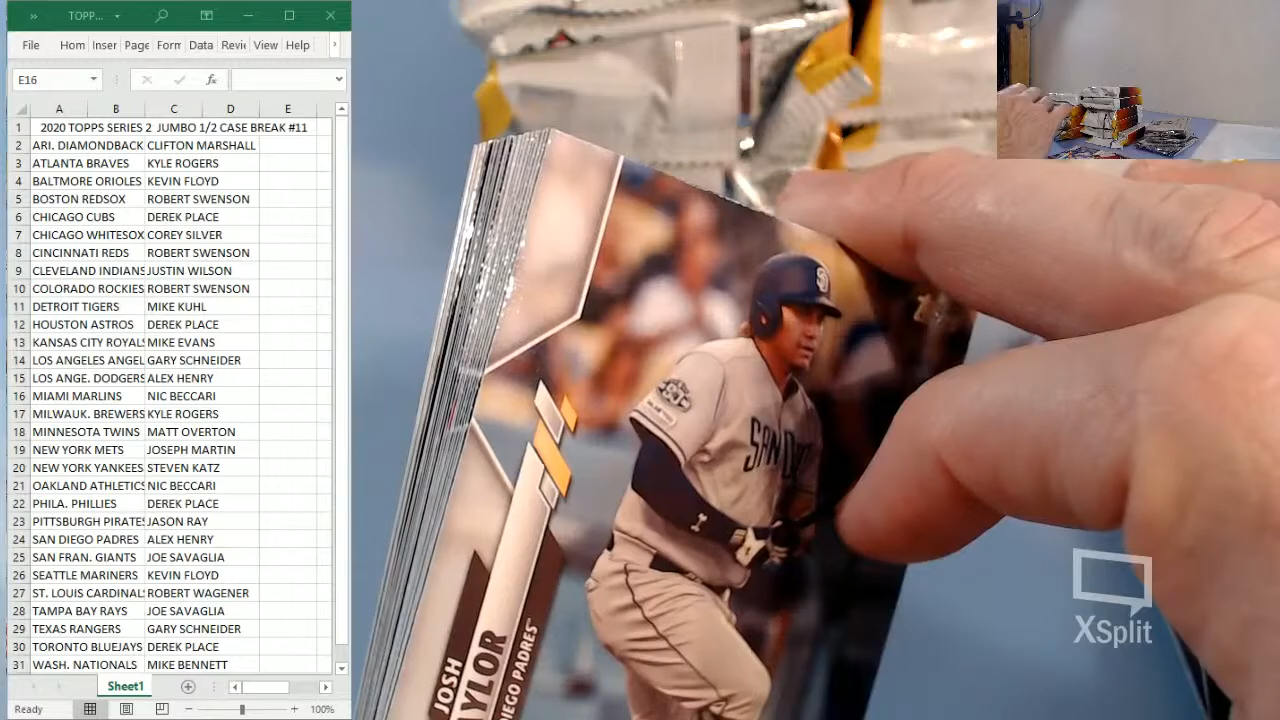 TOPP...
File Hom Inser Page Form Data Revi View Help
E16 fx
A B C D E
1 2020 TOPPS SERIES 2 JUMBO 1/2 CASE BREAK #11
2 ARI. DIAMONDBACK CLIFTON MARSHALL
3 ATLANTA BRAVES KYLE ROGERS
4 BALTMORE ORIOLES KEVIN FLOYD
5 BOSTON REDSOX ROBERT SWENSON
6 CHICAGO CUBS DEREK PLACE
7 CHICAGO WHITESOX COREY SILVER
8 CINCINNATI REDS ROBERT SWENSON
9 CLEVELAND INDIANS JUSTIN WILSON
10 COLORADO ROCKIES ROBERT SWENSON
11 DETROIT TIGERS MIKE KUHL
12 HOUSTON ASTROS DEREK PLACE
13 KANSAS CITY ROYAL MIKE EVANS
14 LOS ANGELES ANGEL GARY SCHNEIDER
15 LOS ANGE. DODGERS ALEX HENRY
16 MIAMI MARLINS NIC BECCARI
17 MILWAUK. BREWERS KYLE ROGERS
18 MINNESOTA TWINS MATT OVERTON
19 NEW YORK METS JOSEPH MARTIN
20 NEW YORK YANKEES STEVEN KATZ
21 OAKLAND ATHLETICS NIC BECCARI
22 PHILA. PHILLIES DEREK PLACE
23 PITTSBURGH PIRATE JASON RAY
24 SAN DIEGO PADRES ALEX HENRY
25 SAN FRAN. GIANTS JOE SAVAGLIA
26 SEATTLE MARINERS KEVIN FLOYD
27 ST. LOUIS CARDINAL ROBERT WAGENER
28 TAMPA BAY RAYS JOE SAVAGLIA
29 TEXAS RANGERS GARY SCHNEIDER
30 TORONTO BLUEJAYS DEREK PLACE
31 WASH. NATIONALS MIKE BENNETT
Sheet1
Ready 100%
SAN D
JOSH
AYLOR
DIEGO PADRES
XSplit